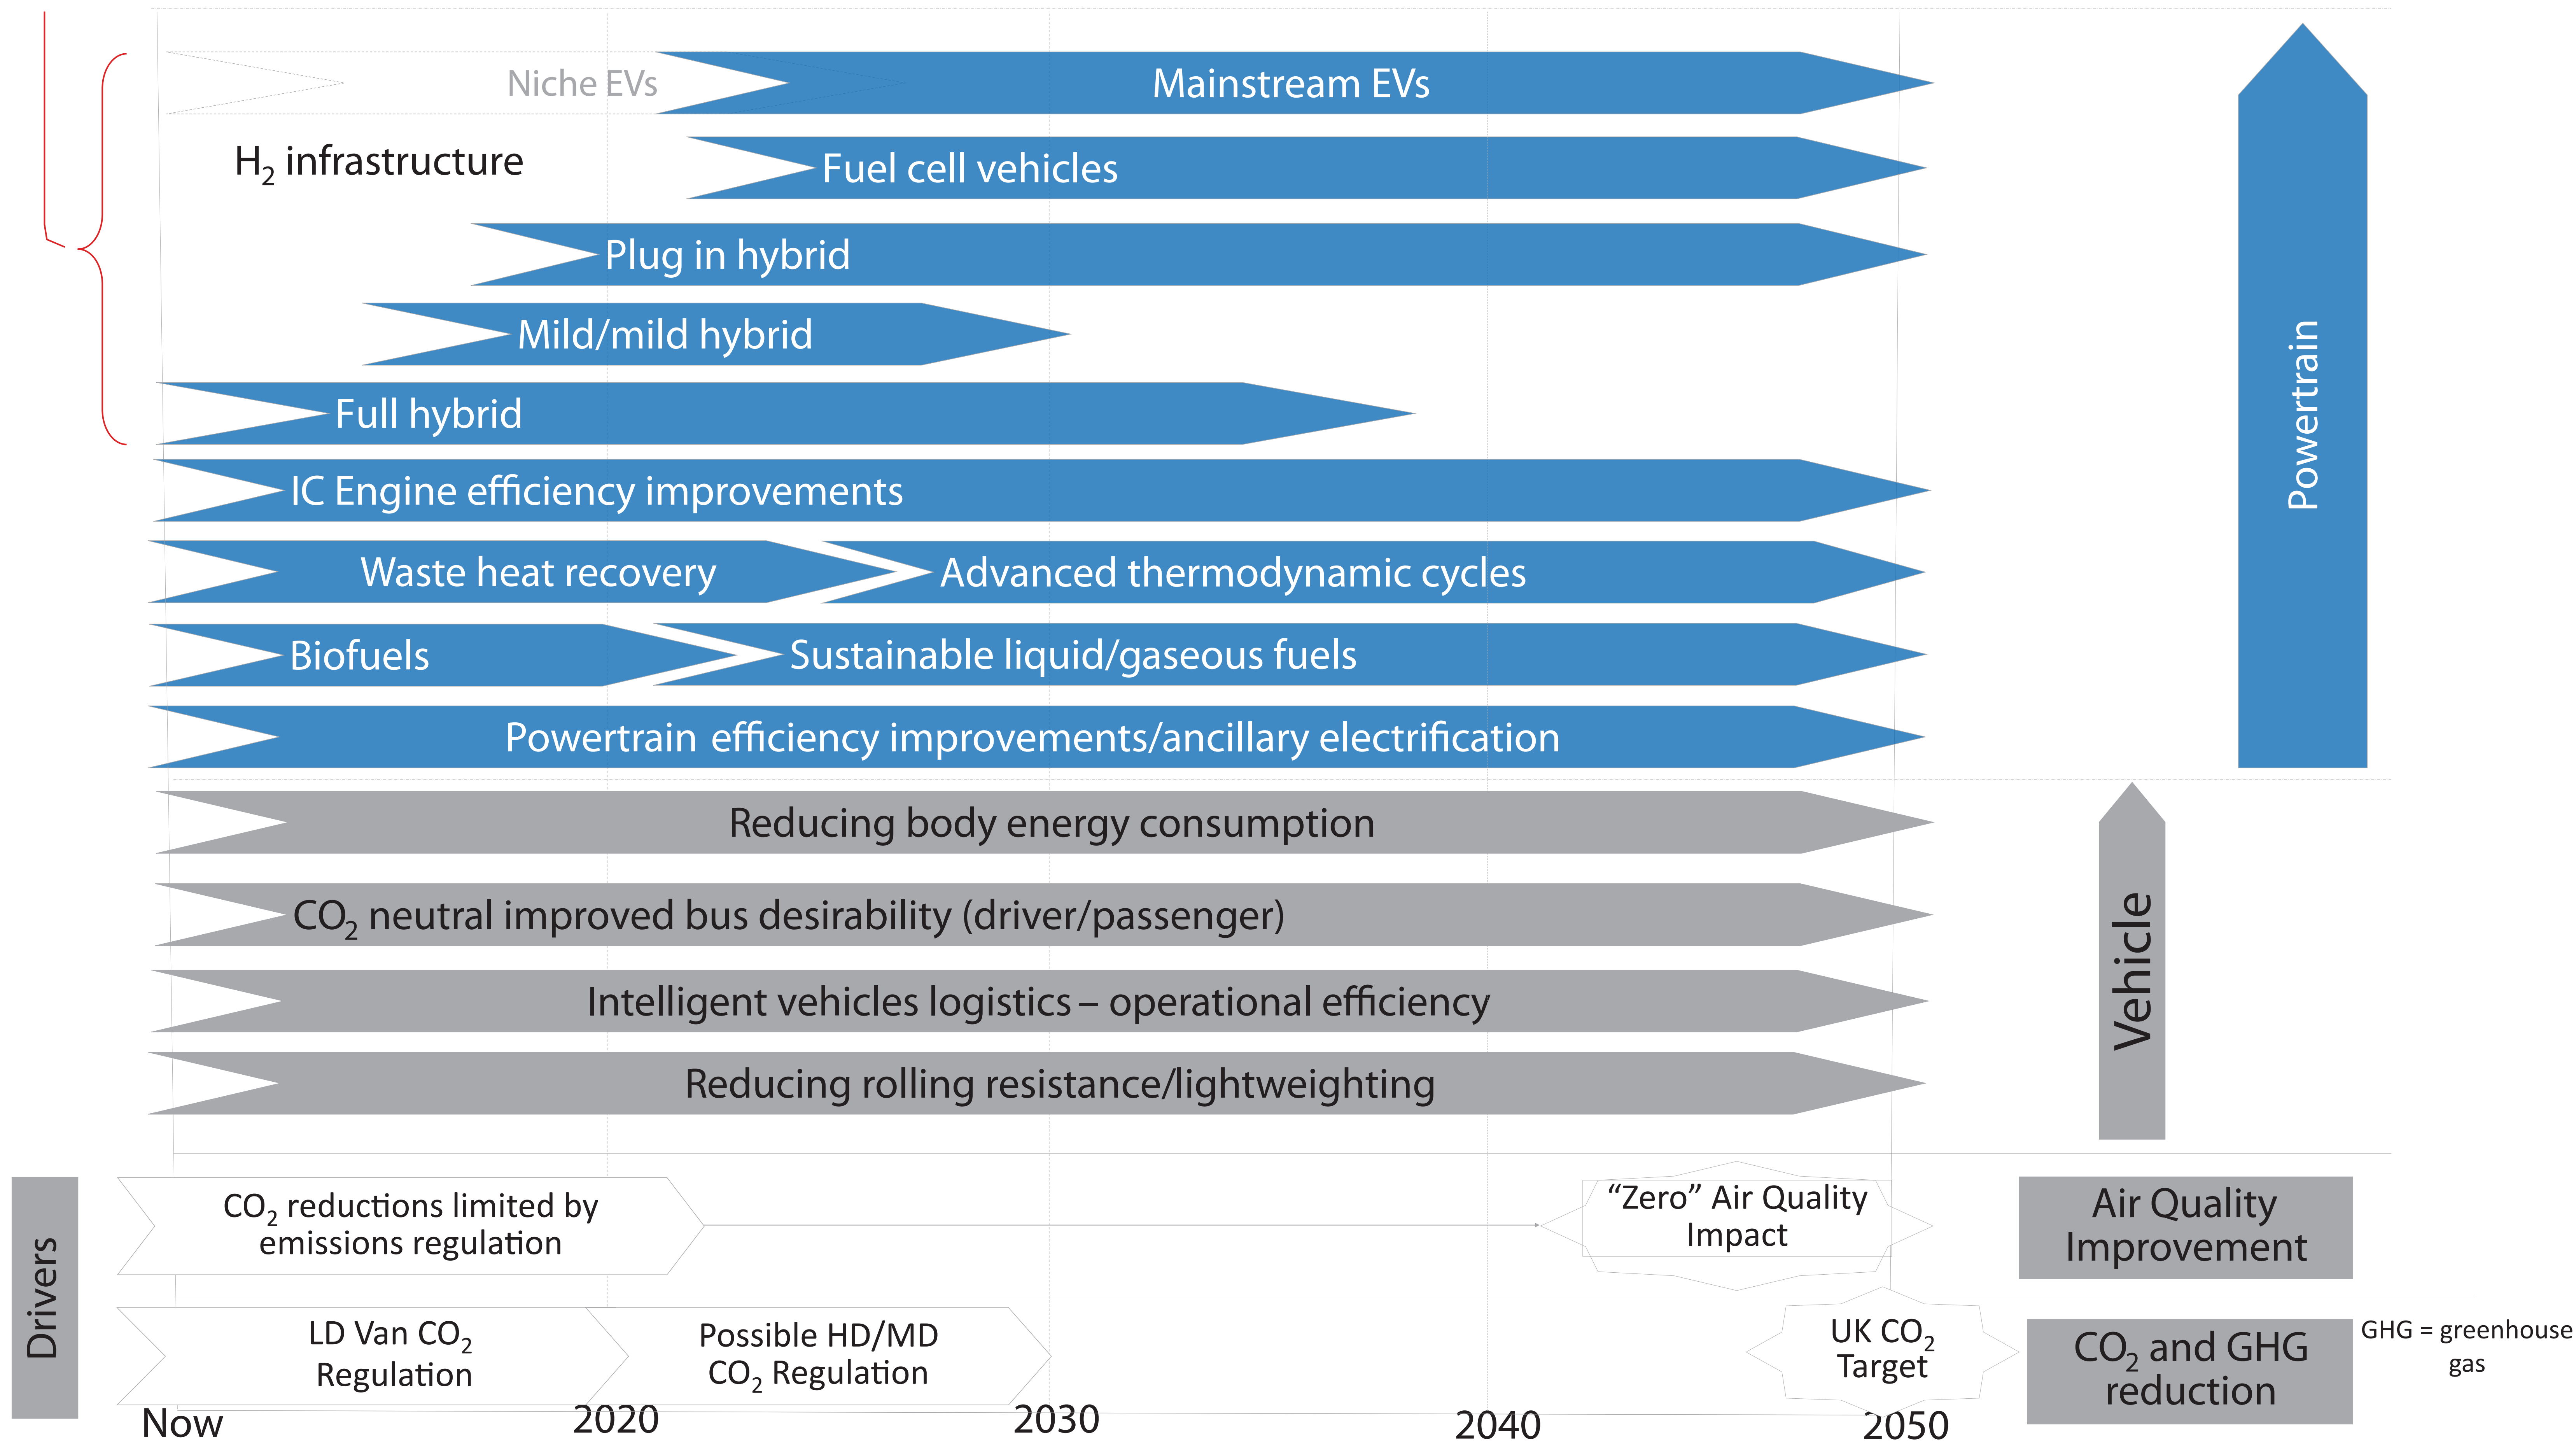 Niche EVs
Mainstream EVs
H2 infrastructure
Fuel cell vehicles
Plug in hybrid
Mild/mild hybrid
Full hybrid
IC Engine efficiency improvements
Waste heat recovery
Advanced thermodynamic cycles
Biofuels
Sustainable liquid/gaseous fuels
Powertrain efficiency improvements/ancillary electrification
Powertrain
Reducing body energy consumption
CO2 neutral improved bus desirability (driver/passenger)
Intelligent vehicles logistics – operational efficiency
Reducing rolling resistance/lightweighting
Vehicle
Drivers
CO2 reductions limited by
emissions regulation
“Zero” Air Quality
Impact
Air Quality
Improvement
LD Van CO2
Regulation
Possible HD/MD
CO2 Regulation
UK CO2
Target
CO2 and GHG
reduction
GHG = greenhouse
gas
Now
2020
2030
2040
2050